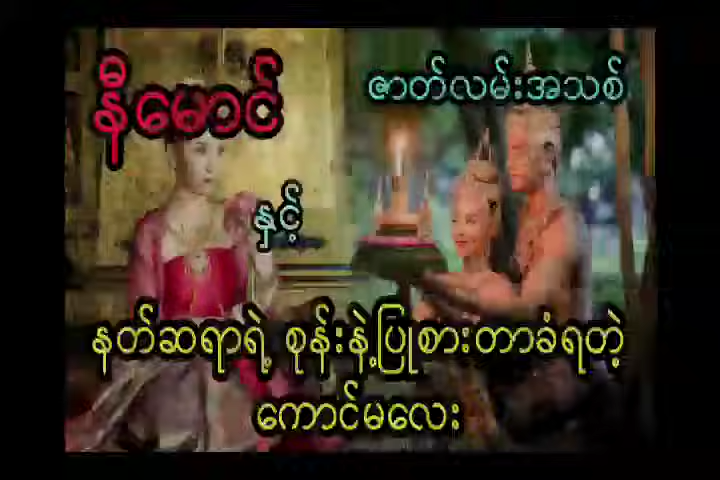 နီမောင်
ဇာတ်လမ်းအသစ်
နှင့်
နတ်ဆရာရဲ့ စုန်းနဲ့ပြုစားတာခံရတဲ့
ကောင်မလေး